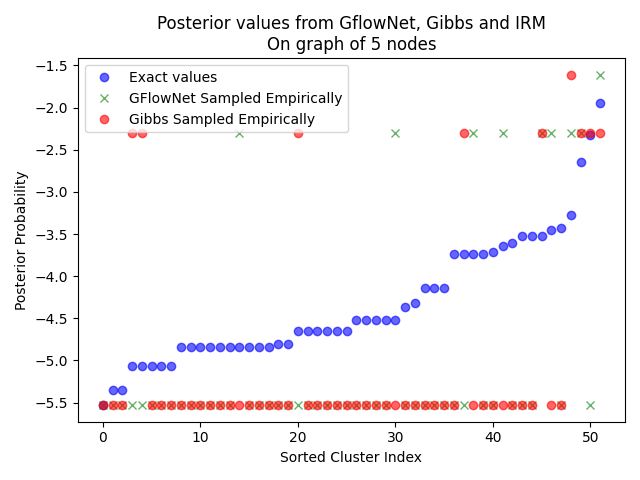 Posterior values from GflowNet, Gibbs and IRM
On graph of 5 nodes
Exact values
GFlowNet Sampled Empirically
Gibbs Sampled Empirically
Posterior Probability
−1.5
−2.0
−2.5
−3.0
−3.5
−4.0
−4.5
−5.0
−5.5
0
10
20
30
40
50
Sorted Cluster Index